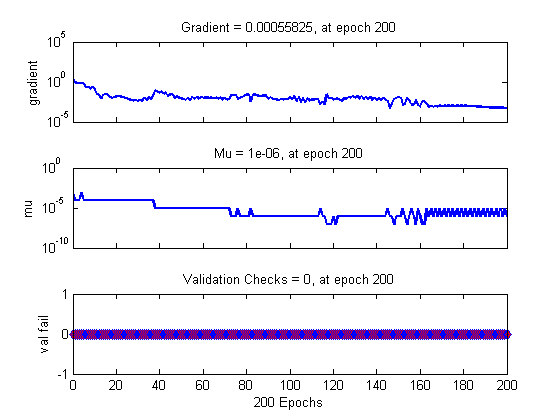 Gradient = 0.00055825, at epoch 200
10^5
10^0
10^-5
gradient
Mu = 1e-06, at epoch 200
10^0
10^-5
10^-10
mu
Validation Checks = 0, at epoch 200
1
0
-1
val fail
0 20 40 60 80 100 120 140 160 180 200
200 Epochs